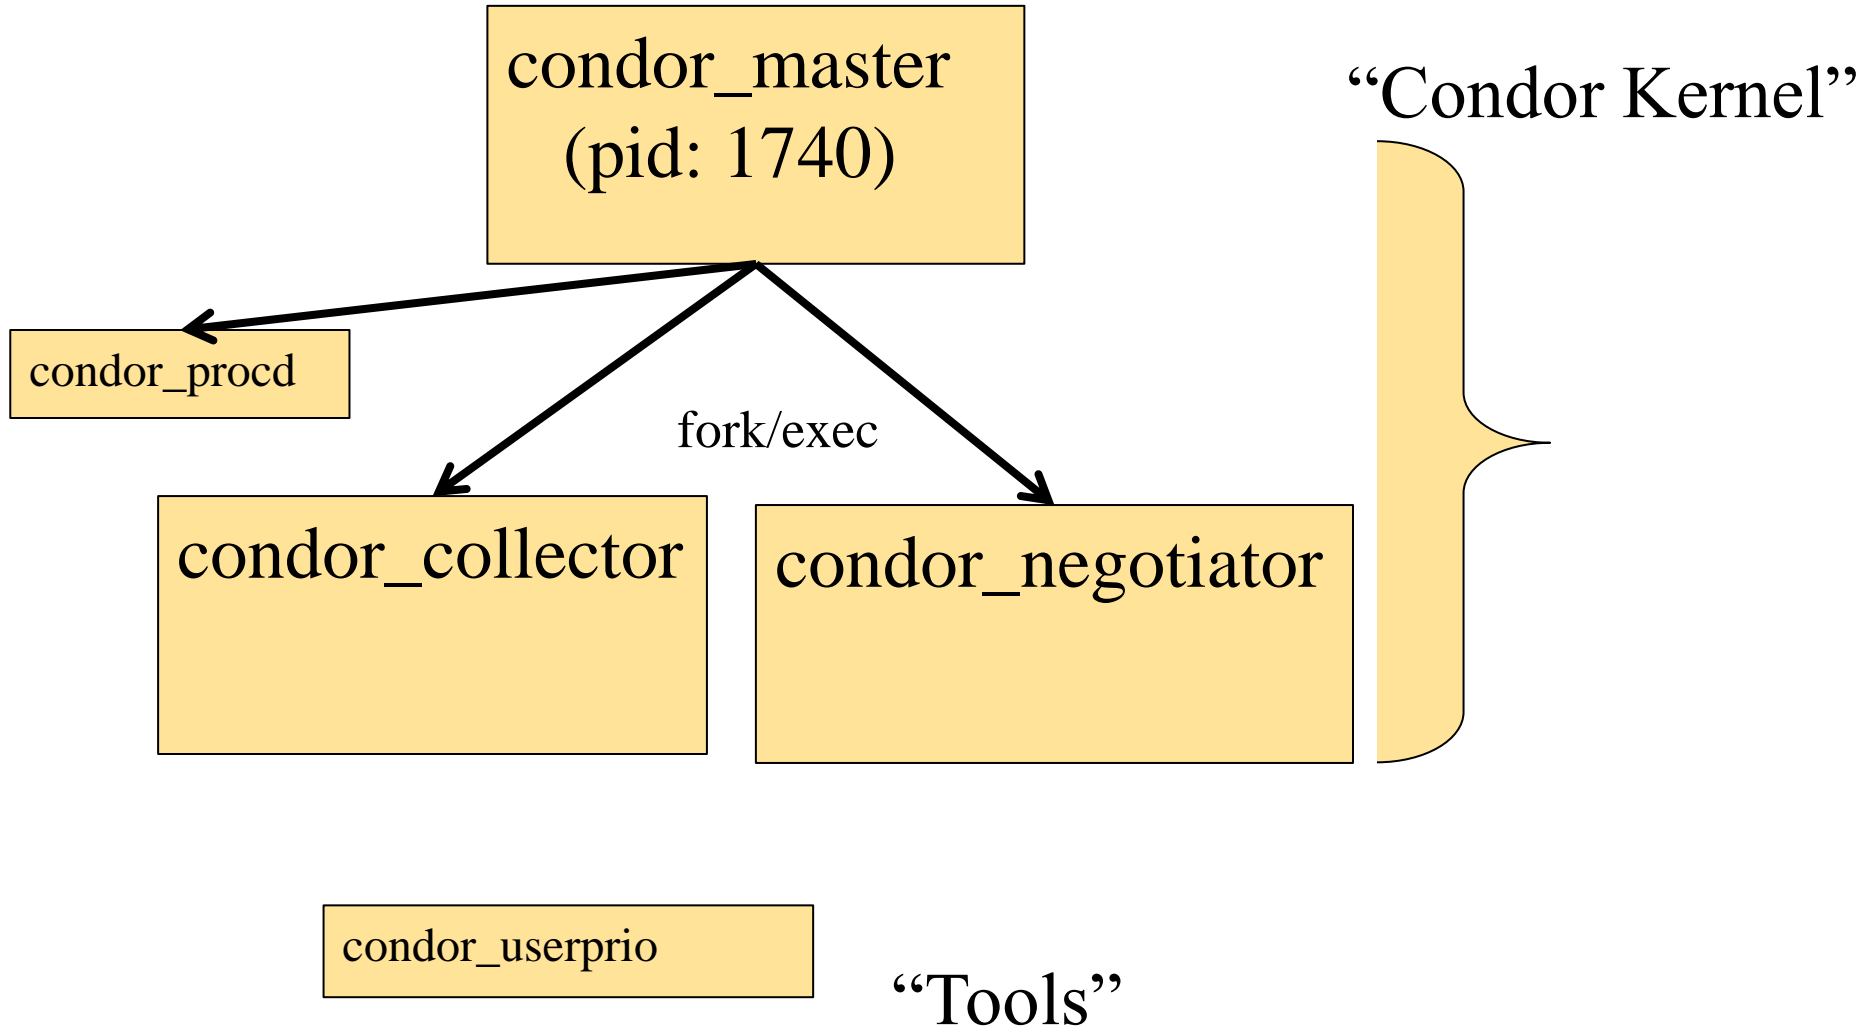 condor_master
(pid: 1740)
“Condor Kernel”
condor_procd
fork/exec
condor_collector
condor_negotiator
condor_userprio
“Tools”